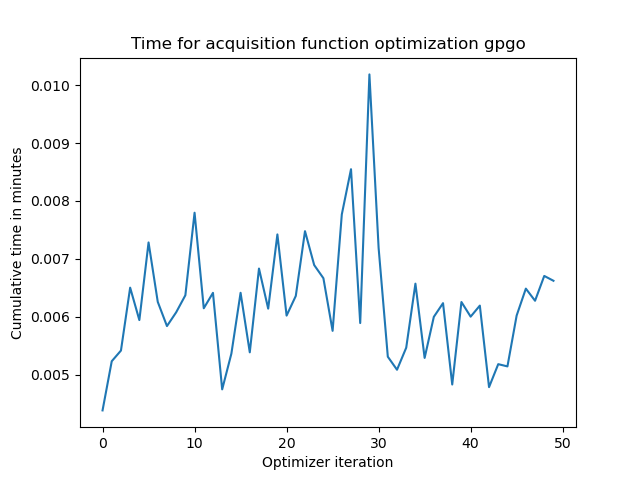 Time for acquisition function optimization gpgo
Cumulative time in minutes
0.010
0.009
0.008
0.007
0.006
0.005
0 10 20 30 40 50
Optimizer iteration